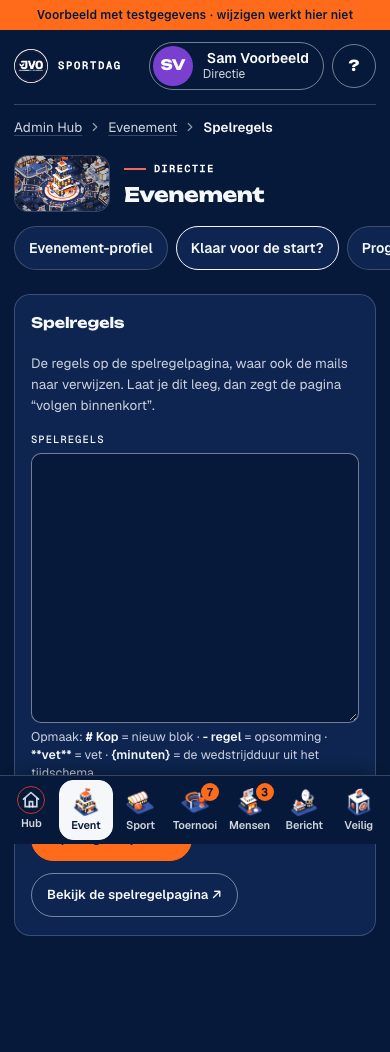 Voorbeeld met testgegevens · wijzigen werkt hier niet
JVO SPORTDAG
SV Sam Voorbeeld
Directie
?
Admin Hub > Evenement > Spelregels
DIRECTIE
Evenement
Evenement-profiel Klaar voor de start? Prog
Spelregels
De regels op de spelregelpagina, waar ook de mails
naar verwijzen. Laat je dit leeg, dan zegt de pagina
“volgen binnenkort”.
SPELREGELS
Opmaak: # Kop = nieuw blok · - regel = opsomming ·
**vet** = vet · {minuten} = de wedstrijdduur uit het
tijdschema
7 3
Hub Event Sport Toernooi Mensen Bericht Veilig
Bekijk de spelregelpagina ↗